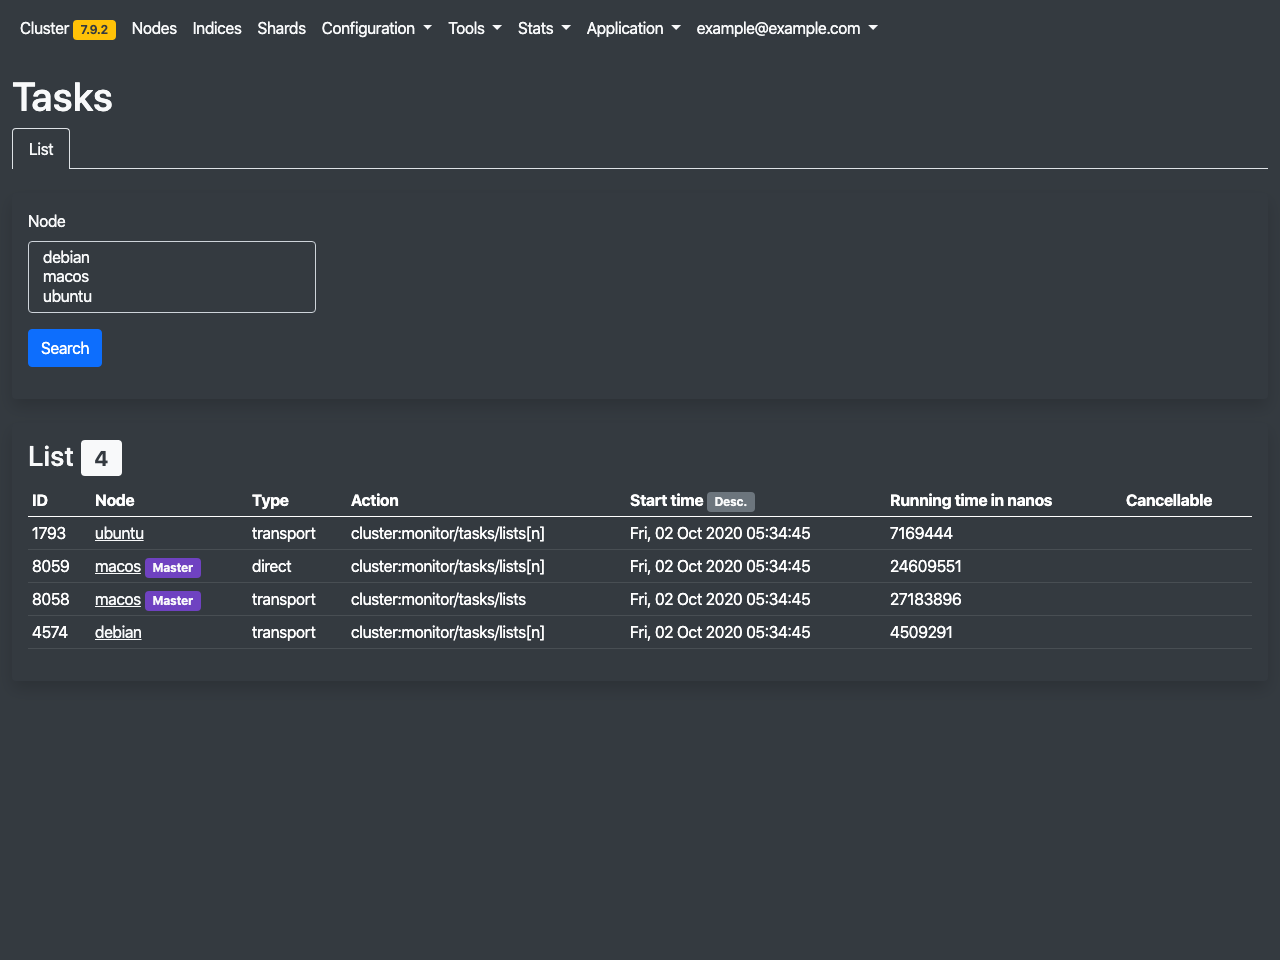 Cluster 7.9.2 Nodes Indices Shards Configuration Tools Stats Application example@example.com
Tasks
List
Node
debian
macos
ubuntu
Search
List 4
ID Node Type Action Start time Desc. Running time in nanos Cancellable
1793 ubuntu transport cluster:monitor/tasks/lists[n] Fri, 02 Oct 2020 05:34:45 7169444
8059 macos Master direct cluster:monitor/tasks/lists[n] Fri, 02 Oct 2020 05:34:45 24609551
8058 macos Master transport cluster:monitor/tasks/lists Fri, 02 Oct 2020 05:34:45 27183896
4574 debian transport cluster:monitor/tasks/lists[n] Fri, 02 Oct 2020 05:34:45 4509291